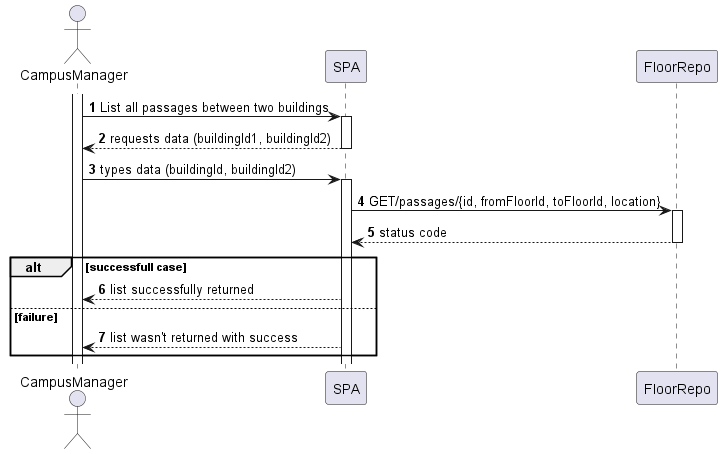 CampusManager
SPA
FloorRepo
1 List all passages between two buildings
2 requests data (buildingId1, buildingId2)
3 types data (buildingId, buildingId2)
4 GET/passages/{id, fromFloorId, toFloorId, location}
5 status code
alt [successfull case]
6 list successfully returned
[failure]
7 list wasn't returned with success
CampusManager
SPA
FloorRepo